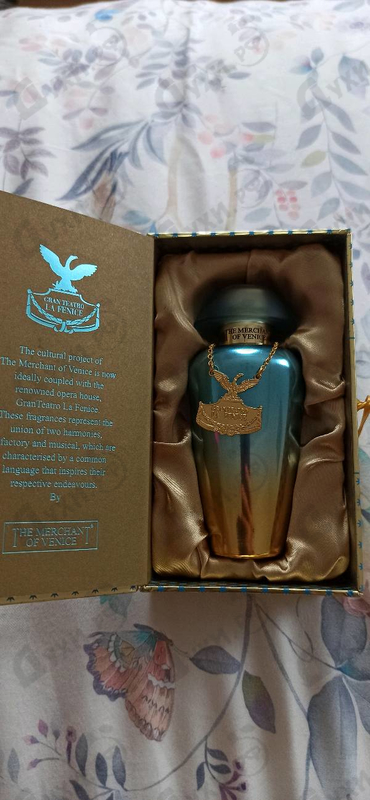 GRAN TEATRO
LA FENICE
The cultural project of
The Merchant of Venice is now
ideally coupled with the
renowned opera house,
GranTeatro La Fenice
These fragrances represent the
union of two harmonies,
factory and musical, which are
characterised by a common
language that inspires their
respective endeavours.
By
THE MERCHANT
OF VENICE
THE MERCHANT
OF VENICE